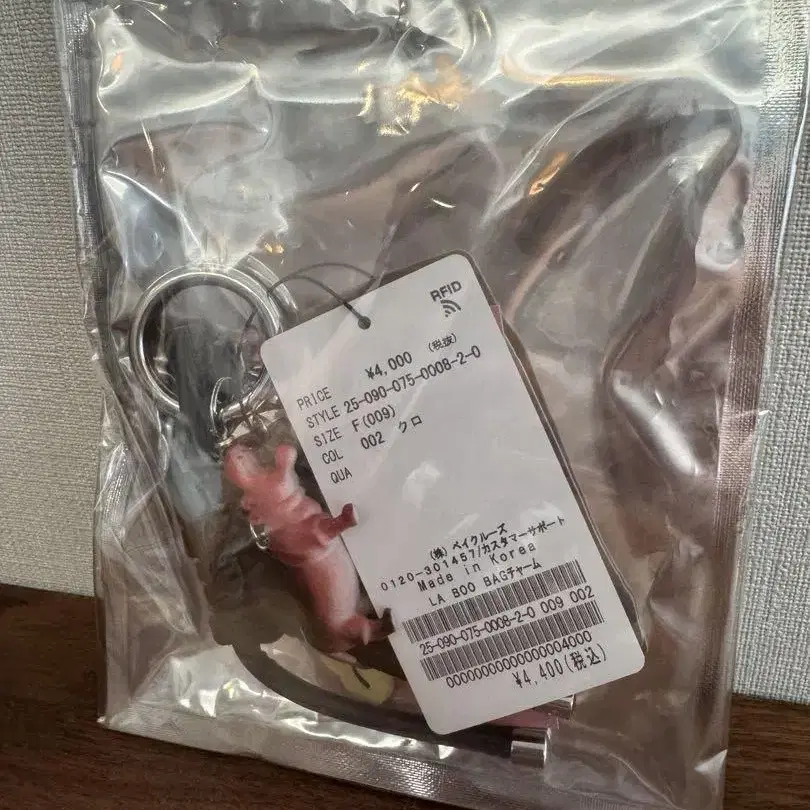 RFID
PRICE ¥4,000 (税抜)
STYLE 25-090-075-0008-2-0
SIZE F(009)
COL 002 クロ
QUA
(株) ベイクルーズ
0120-301457/カスタマーサポート
Made in Korea
LA BOO BAGチャーム
25-090-075-0008-2-0 009 002
0000000000000004000
¥4,400(税込)